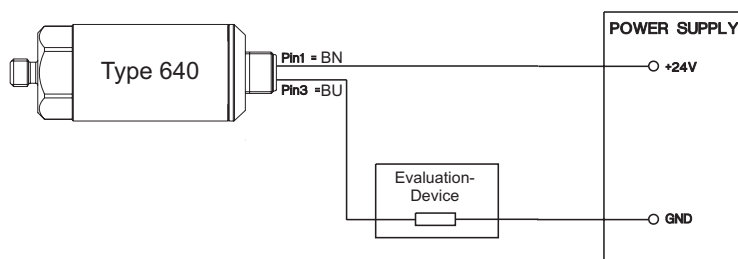 POWER SUPPLY
Type 640
Pin1 = BN
+24V
Pin3 =BU
Evaluation-
Device
GND